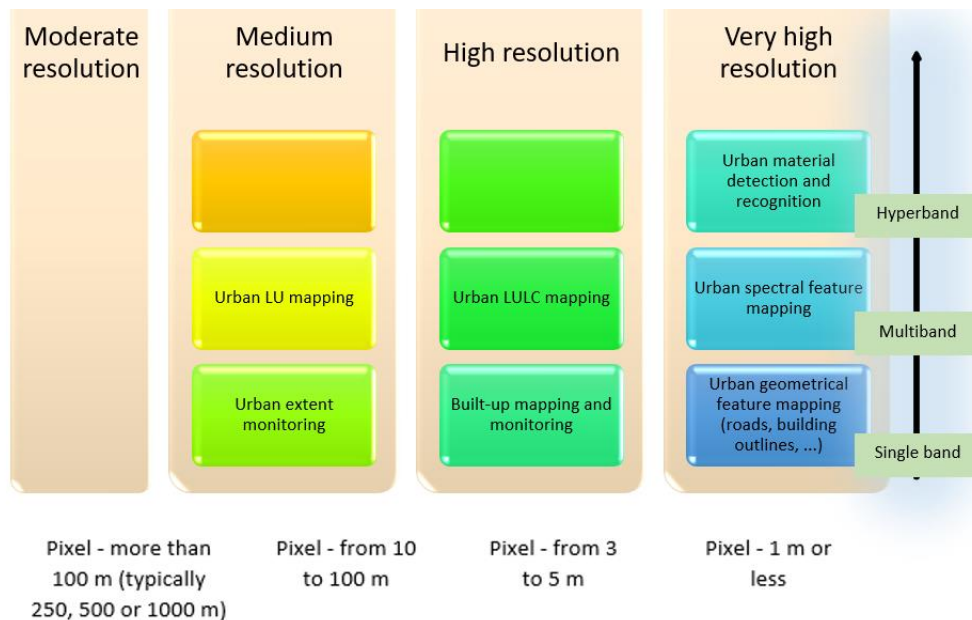 Moderate
resolution
Medium
resolution
High resolution
Very high
resolution
Urban material
detection and
recognition
Hyperband
Urban LU mapping
Urban LULC mapping
Urban spectral feature
mapping
Multiband
Urban extent
monitoring
Built-up mapping and
monitoring
Urban geometrical
feature mapping
(roads, building
outlines, ...)
Single band
Pixel - more than
100 m (typically
250, 500 or 1000 m)
Pixel - from 10
to 100 m
Pixel - from 3
to 5 m
Pixel - 1 m or
less